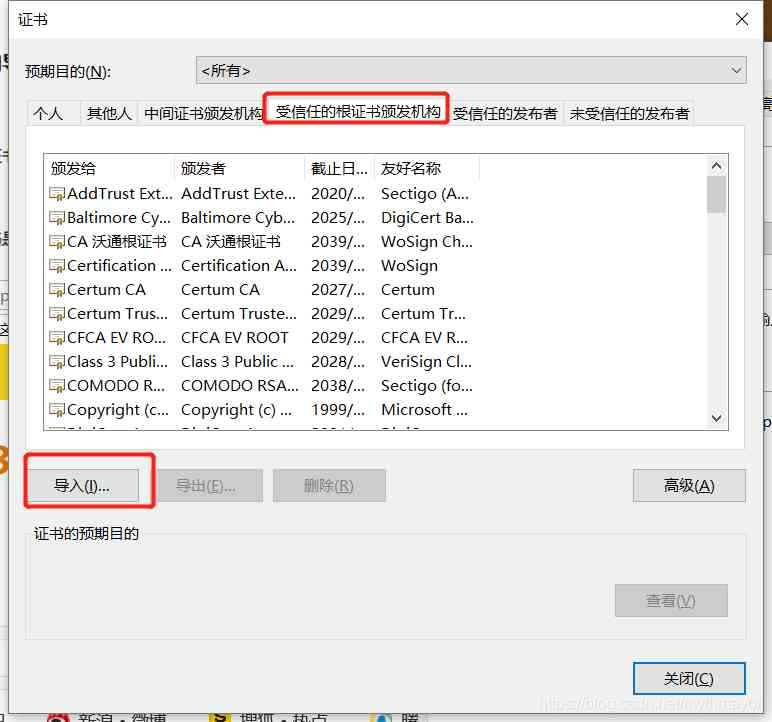 证书
预期目的(N):
<所有>
个人 其他人 中间证书颁发机构 受信任的根证书颁发机构 受信任的发布者 未受信任的发布者
颁发给 颁发者 截止日... 友好名称
AddTrust Ext... AddTrust Exte... 2020/... Sectigo (A...
Baltimore Cy... Baltimore Cyb... 2025/... DigiCert Ba...
CA 沃通根证书 CA 沃通根证书 2039/... WoSign Ch...
Certification ... Certification A... 2039/... WoSign
Certum CA Certum CA 2027/... Certum
Certum Trus... Certum Truste... 2029/... Certum Tr...
CFCA EV RO... CFCA EV ROOT 2029/... CFCA EV R...
Class 3 Publi... Class 3 Public ... 2028/... VeriSign Cl...
COMODO R... COMODO RSA... 2038/... Sectigo (fo...
Copyright (c... Copyright (c) ... 1999/... Microsoft ...
导入(I)... 导出(E)... 删除(R) 高级(A)
证书的预期目的
查看(V)
关闭(C)
新浪・微博 搜狐・热点